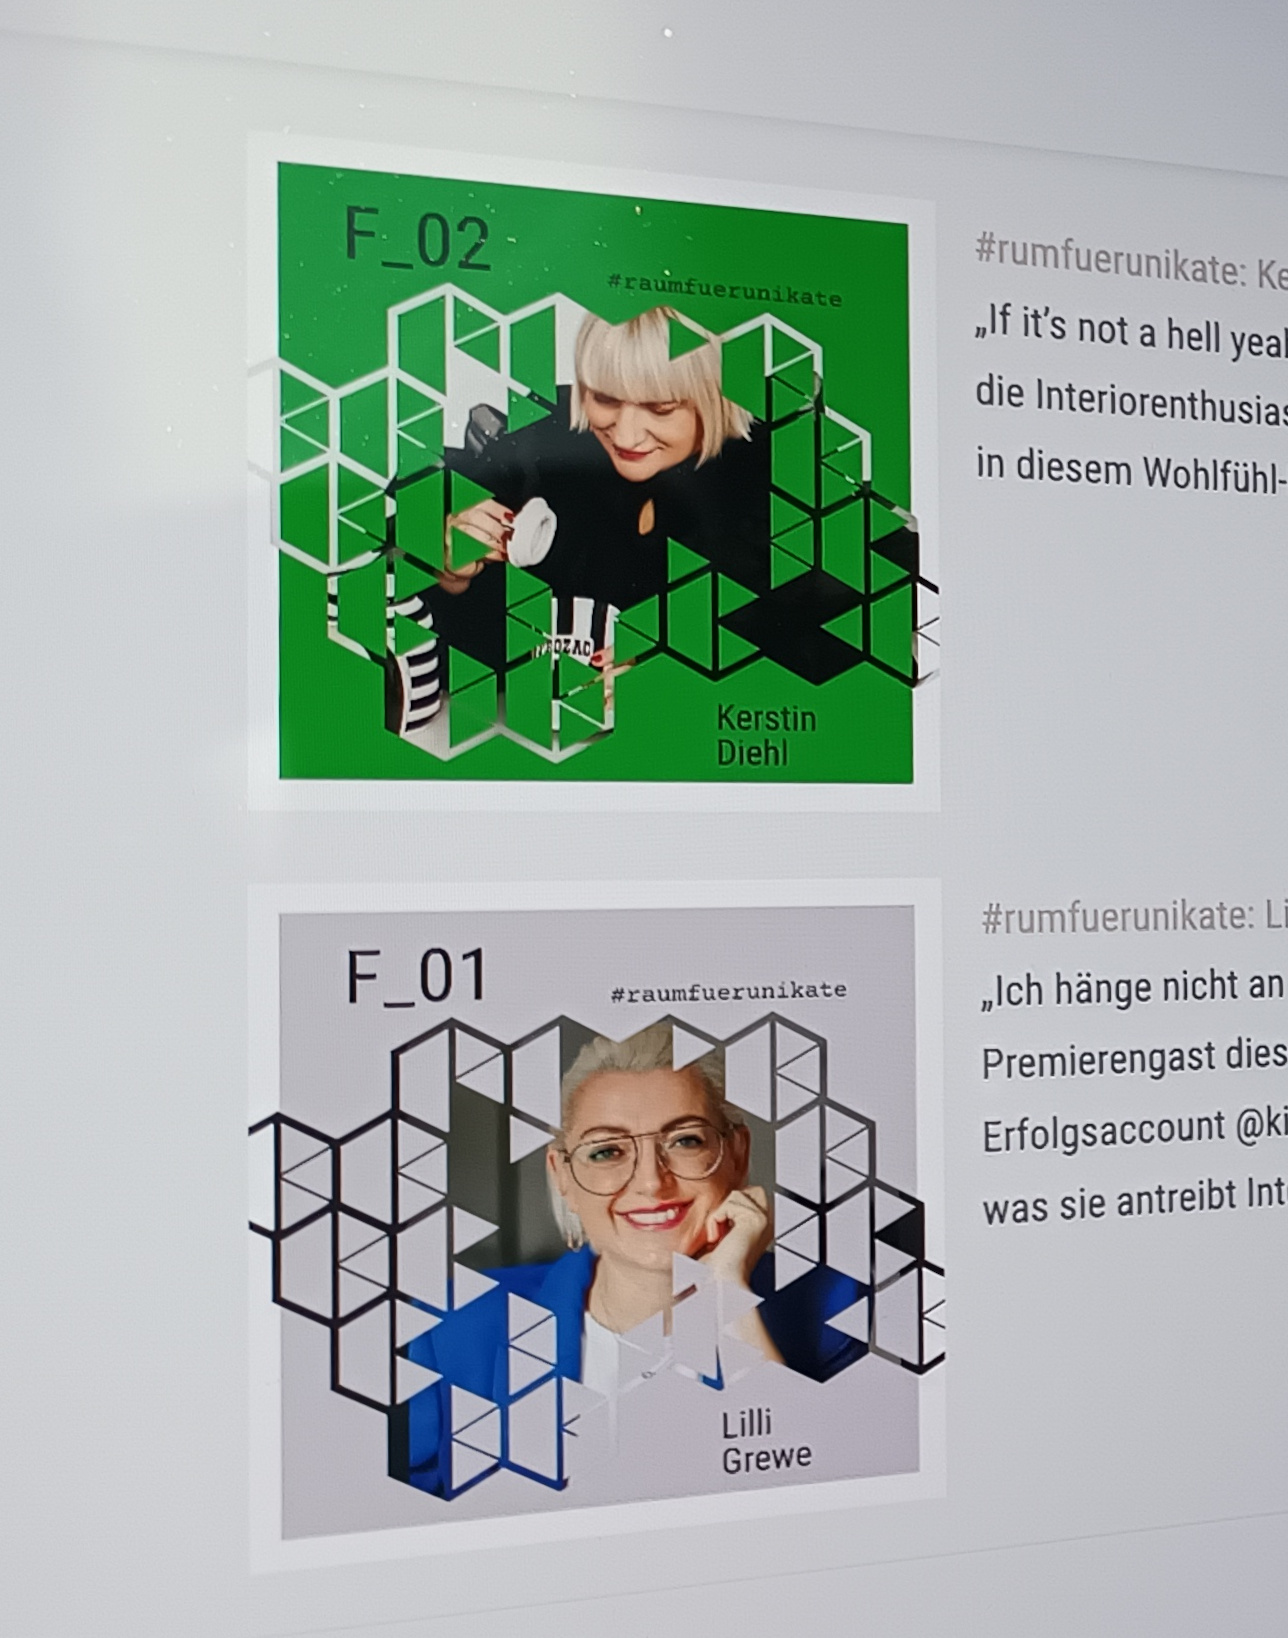 F_02
#raumfuerunikate
Kerstin
Diehl
#rumfuerunikate: Ke
„If it's not a hell yeal
die Interiorenthusias
in diesem Wohlfühl-
F_01
#raumfuerunikate
Lilli
Grewe
#rumfuerunikate: Li
„Ich hänge nicht an
Premierengast dies
Erfolgsaccount @ki
was sie antreibt Int